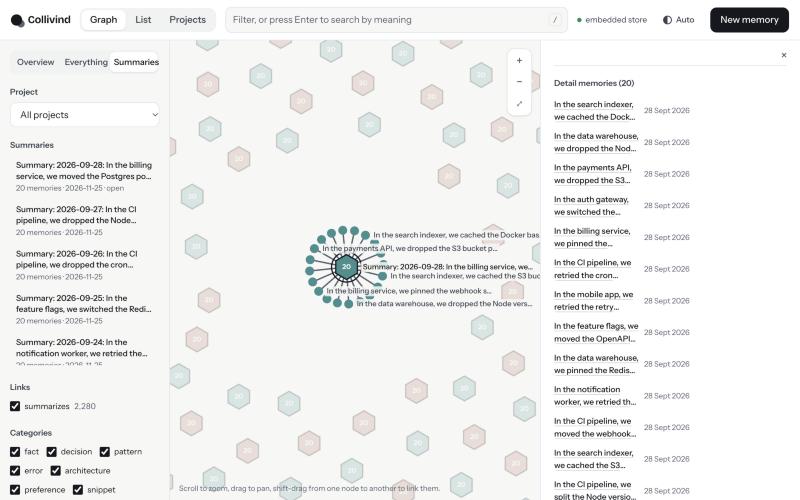 Collivind
Graph
List
Projects
Filter, or press Enter to search by meaning
/
embedded store
Auto
New memory
Overview
Everything
Summaries
Project
All projects
Summaries
Summary: 2026-09-28: In the billing
service, we moved the Postgres po...
20 memories · 2026-11-25 · open
Summary: 2026-09-27: In the CI
pipeline, we dropped the Node...
20 memories · 2026-11-25
Summary: 2026-09-26: In the CI
pipeline, we dropped the cron...
20 memories · 2026-11-25
Summary: 2026-09-25: In the
feature flags, we switched the Redi...
20 memories · 2026-11-25
Summary: 2026-09-24: In the
notification worker, we retried the...
20 memories · 2026-11-25
Links
summarizes 2,280
Categories
fact
decision
pattern
error
architecture
preference
snippet
+
−
In the search indexer, we cached the Docker bas
In the payments API, we dropped the S3 bucket p...
20
Summary: 2026-09-28: In the billing service, we...
In the search indexer, we cached the S3 buc
In the billing service, we pinned the webhook s...
In the data warehouse, we dropped the Node vers...
Scroll to zoom, drag to pan, shift-drag from one node to another to link them.
×
Detail memories (20)
In the search indexer,
we cached the Dock...
28 Sept 2026
In the data warehouse,
we dropped the Nod...
28 Sept 2026
In the payments API,
we dropped the S3...
28 Sept 2026
In the auth gateway,
we switched the...
28 Sept 2026
In the billing service,
we pinned the...
28 Sept 2026
In the CI pipeline, we
retried the cron...
28 Sept 2026
In the mobile app, we
retried the retry...
28 Sept 2026
In the feature flags, we
moved the OpenAPI...
28 Sept 2026
In the data warehouse,
we pinned the Redis...
28 Sept 2026
In the notification
worker, we retried th...
28 Sept 2026
In the CI pipeline, we
moved the webhook...
28 Sept 2026
In the search indexer,
we cached the S3...
28 Sept 2026
In the CI pipeline, we
split the Node versio...
28 Sept 2026